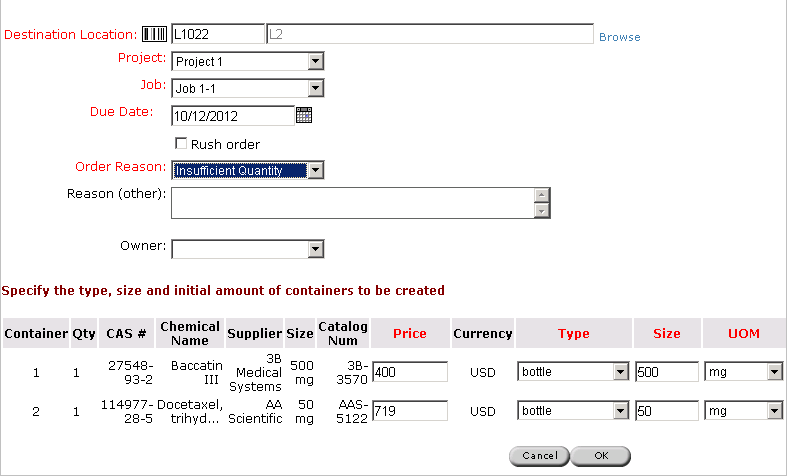 Destination Location: L1022 L2 Browse
Project: Project 1
Job: Job 1-1
Due Date: 10/12/2012
Rush order
Order Reason: Insufficient Quantity
Reason (other):
Owner:
Specify the type, size and initial amount of containers to be created
Container Qty CAS # Chemical Name Supplier Size Catalog Num Price Currency Type Size UOM
1 1 27548-93-2 Baccatin III 3B Medical Systems 500 mg 3B-3570 400 USD bottle 500 mg
2 1 114977-28-5 Docetaxel, trihyd... AA Scientific 50 mg AAS-5122 719 USD bottle 50 mg
Cancel OK